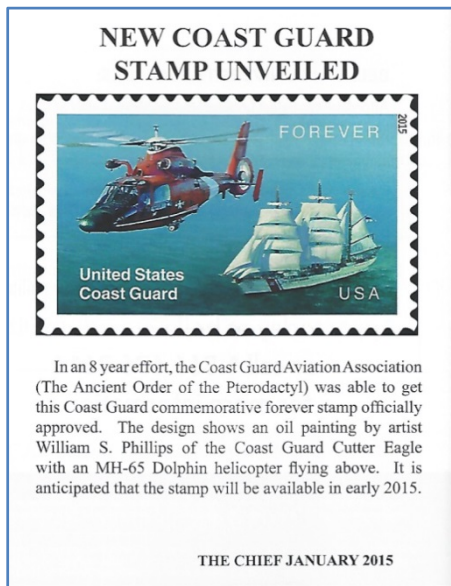 NEW COAST GUARD
STAMP UNVEILED
FOREVER
2015
United States
Coast Guard
USA
In an 8 year effort, the Coast Guard Aviation Association
(The Ancient Order of the Pterodactyl) was able to get
this Coast Guard commemorative forever stamp officially
approved. The design shows an oil painting by artist
William S. Phillips of the Coast Guard Cutter Eagle
with an MH-65 Dolphin helicopter flying above. It is
anticipated that the stamp will be available in early 2015.
THE CHIEF JANUARY 2015